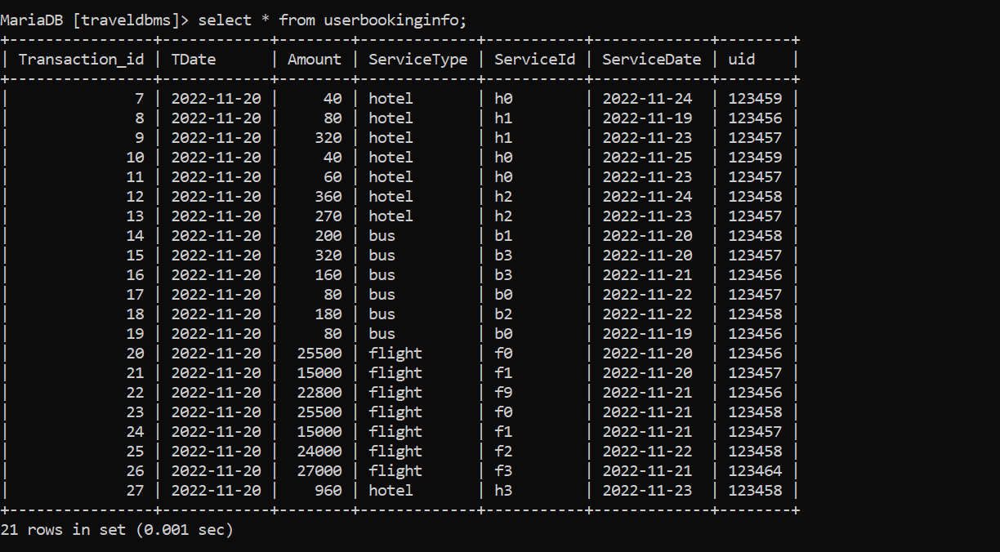 MariaDB [traveldbms]> select * from userbookinginfo;
+----------------+------------+--------+-------------+-----------+-------------+--------+
| Transaction_id | TDate      | Amount | ServiceType | ServiceId | ServiceDate | uid    |
+----------------+------------+--------+-------------+-----------+-------------+--------+
|              7 | 2022-11-20 |     40 | hotel       | h0        | 2022-11-24  | 123459 |
|              8 | 2022-11-20 |     80 | hotel       | h1        | 2022-11-19  | 123456 |
|              9 | 2022-11-20 |    320 | hotel       | h1        | 2022-11-23  | 123457 |
|             10 | 2022-11-20 |     40 | hotel       | h0        | 2022-11-25  | 123459 |
|             11 | 2022-11-20 |     60 | hotel       | h0        | 2022-11-23  | 123457 |
|             12 | 2022-11-20 |    360 | hotel       | h2        | 2022-11-24  | 123458 |
|             13 | 2022-11-20 |    270 | hotel       | h2        | 2022-11-23  | 123457 |
|             14 | 2022-11-20 |    200 | bus         | b1        | 2022-11-20  | 123458 |
|             15 | 2022-11-20 |    320 | bus         | b3        | 2022-11-20  | 123457 |
|             16 | 2022-11-20 |    160 | bus         | b3        | 2022-11-21  | 123456 |
|             17 | 2022-11-20 |     80 | bus         | b0        | 2022-11-22  | 123457 |
|             18 | 2022-11-20 |    180 | bus         | b2        | 2022-11-22  | 123458 |
|             19 | 2022-11-20 |     80 | bus         | b0        | 2022-11-19  | 123456 |
|             20 | 2022-11-20 |  25500 | flight      | f0        | 2022-11-20  | 123456 |
|             21 | 2022-11-20 |  15000 | flight      | f1        | 2022-11-20  | 123457 |
|             22 | 2022-11-20 |  22800 | flight      | f9        | 2022-11-21  | 123456 |
|             23 | 2022-11-20 |  25500 | flight      | f0        | 2022-11-21  | 123458 |
|             24 | 2022-11-20 |  15000 | flight      | f1        | 2022-11-21  | 123457 |
|             25 | 2022-11-20 |  24000 | flight      | f2        | 2022-11-22  | 123458 |
|             26 | 2022-11-20 |  27000 | flight      | f3        | 2022-11-21  | 123464 |
|             27 | 2022-11-20 |    960 | hotel       | h3        | 2022-11-23  | 123458 |
+----------------+------------+--------+-------------+-----------+-------------+--------+
21 rows in set (0.001 sec)